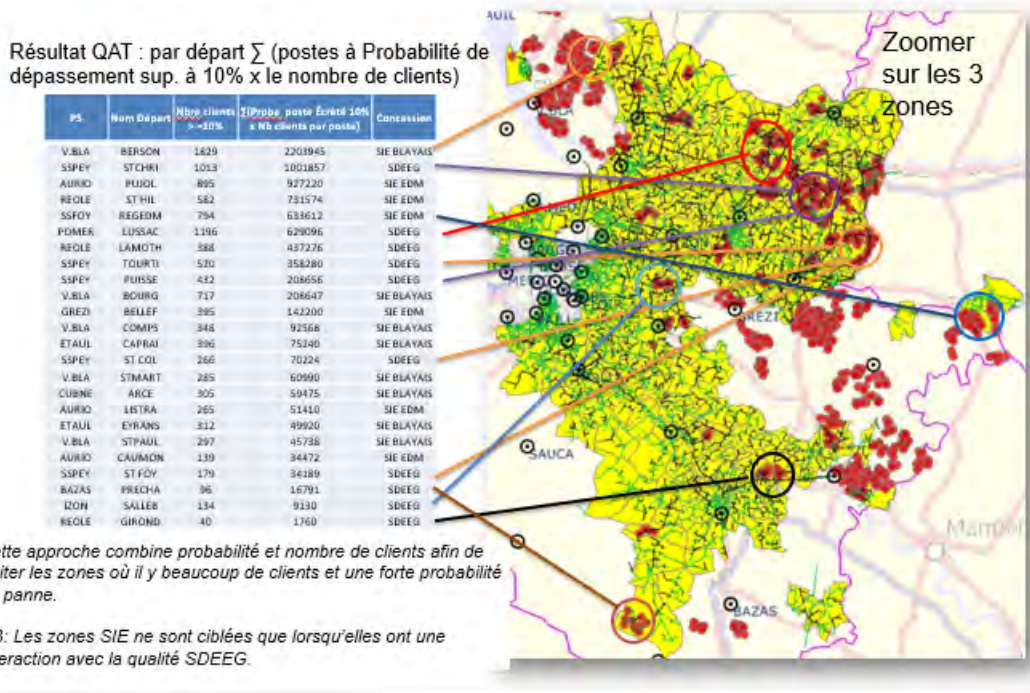 Résultat QAT : par départ ∑ (postes à Probabilité de
dépassement sup. à 10% x le nombre de clients)
Zoomer
sur les 3
zones
PS Nom Départ Nbre clients > =10% ∑(Proba poste Écrété 10% x Nb clients par poste) Concession
V.BLA BERSON 1629 2203945 SIE BLAYAIS
SSPEY STCHRI 1013 1001857 SDEEG
AURIO PUJOL 895 927220 SIE EDM
REOLE ST HIL 582 731574 SIE EDM
SSFOY REGEDM 794 633612 SIE EDM
POMER LUSSAC 1196 629096 SDEEG
REOLE LAMOTH 388 437276 SDEEG
SSPEY TOURTI 520 358280 SDEEG
SSPEY PUISSE 432 208656 SDEEG
V.BLA BOURG 717 208647 SIE BLAYAIS
GREZI BELLEF 395 142200 SIE EDM
V.BLA COMPS 348 92568 SIE BLAYAIS
ETAUL CAPRAI 396 75240 SIE BLAYAIS
SSPEY ST COL 266 70224 SDEEG
V.BLA STMART 285 60990 SIE BLAYAIS
CUBNE ARCE 305 59475 SIE BLAYAIS
AURIO LISTRA 265 51410 SIE EDM
ETAUL EYRANS 312 49920 SIE BLAYAIS
V.BLA STPAUL 297 45738 SIE BLAYAIS
AURIO CAUMON 139 34472 SIE EDM
SSPEY ST FOY 179 34189 SDEEG
BAZAS PRECHA 96 16791 SDEEG
IZON SALLEB 134 9130 SDEEG
REOLE GIROND 40 1760 SDEEG
ette approche combine probabilité et nombre de clients afin de
iter les zones où il y beaucoup de clients et une forte probabilité
panne.
: Les zones SIE ne sont ciblées que lorsqu'elles ont une
eraction avec la qualité SDEEG.
AUIL
GREZI
SAUCA
BAZAS